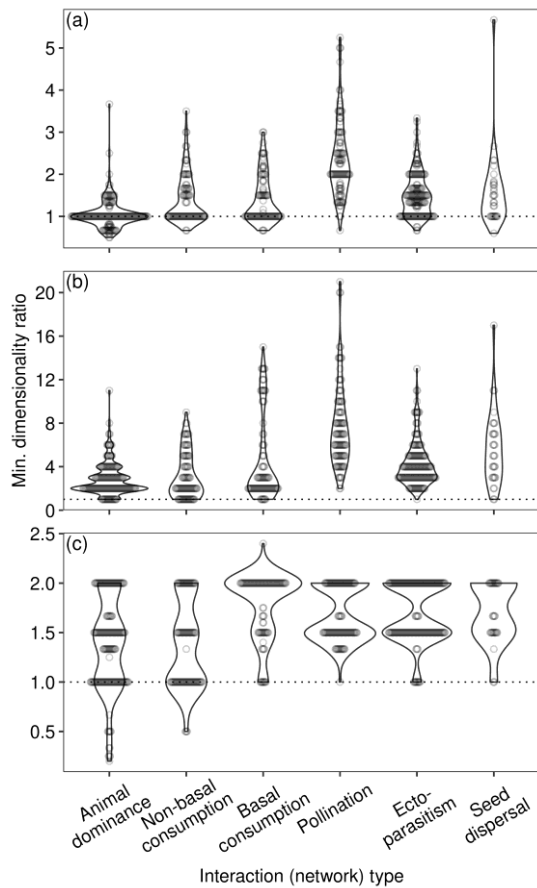 (a)
5
4
3
2
1
(b)
20
16
12
8
4
0
Min. dimensionality ratio
(c)
2.5
2.0
1.5
1.0
0.5
Animal
dominance
Non-basal
consumption
Basal
consumption
Pollination
Ecto-
parasitism
Seed
dispersal
Interaction (network) type